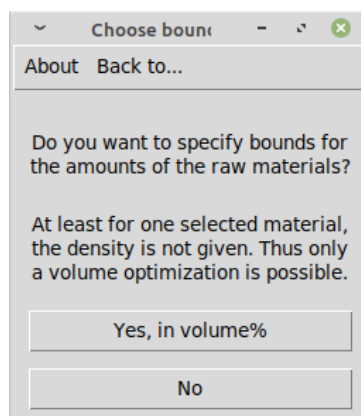 Choose boun
About Back to...
Do you want to specify bounds for
the amounts of the raw materials?
At least for one selected material,
the density is not given. Thus only
a volume optimization is possible.
Yes, in volume%
No